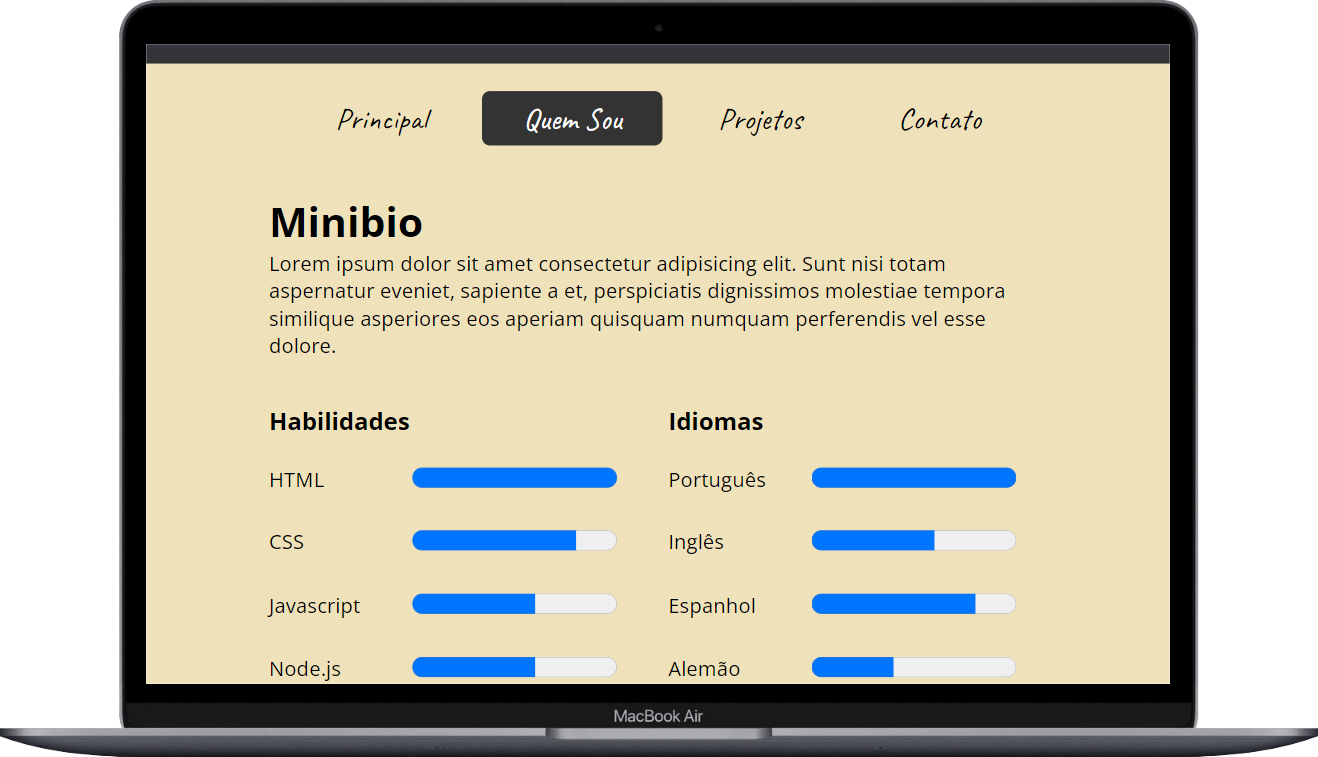 Principal Quem Sou Projetos Contato
Minibio
Lorem ipsum dolor sit amet consectetur adipisicing elit. Sunt nisi totam
aspernatur eveniet, sapiente a et, perspiciatis dignissimos molestiae tempora
similique asperiores eos aperiam quisquam numquam perferendis vel esse
dolore.
Habilidades
HTML
CSS
Javascript
Node.js
Idiomas
Português
Inglês
Espanhol
Alemão
MacBook Air